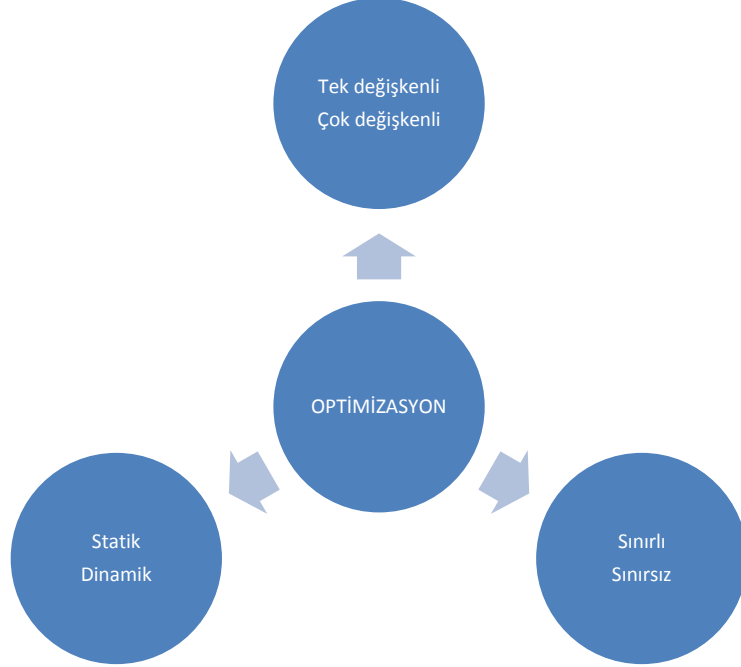 Tek değişkenli
Çok değişkenli
OPTİMİZASYON
Statik
Dinamik
Sınırlı
Sınırsız